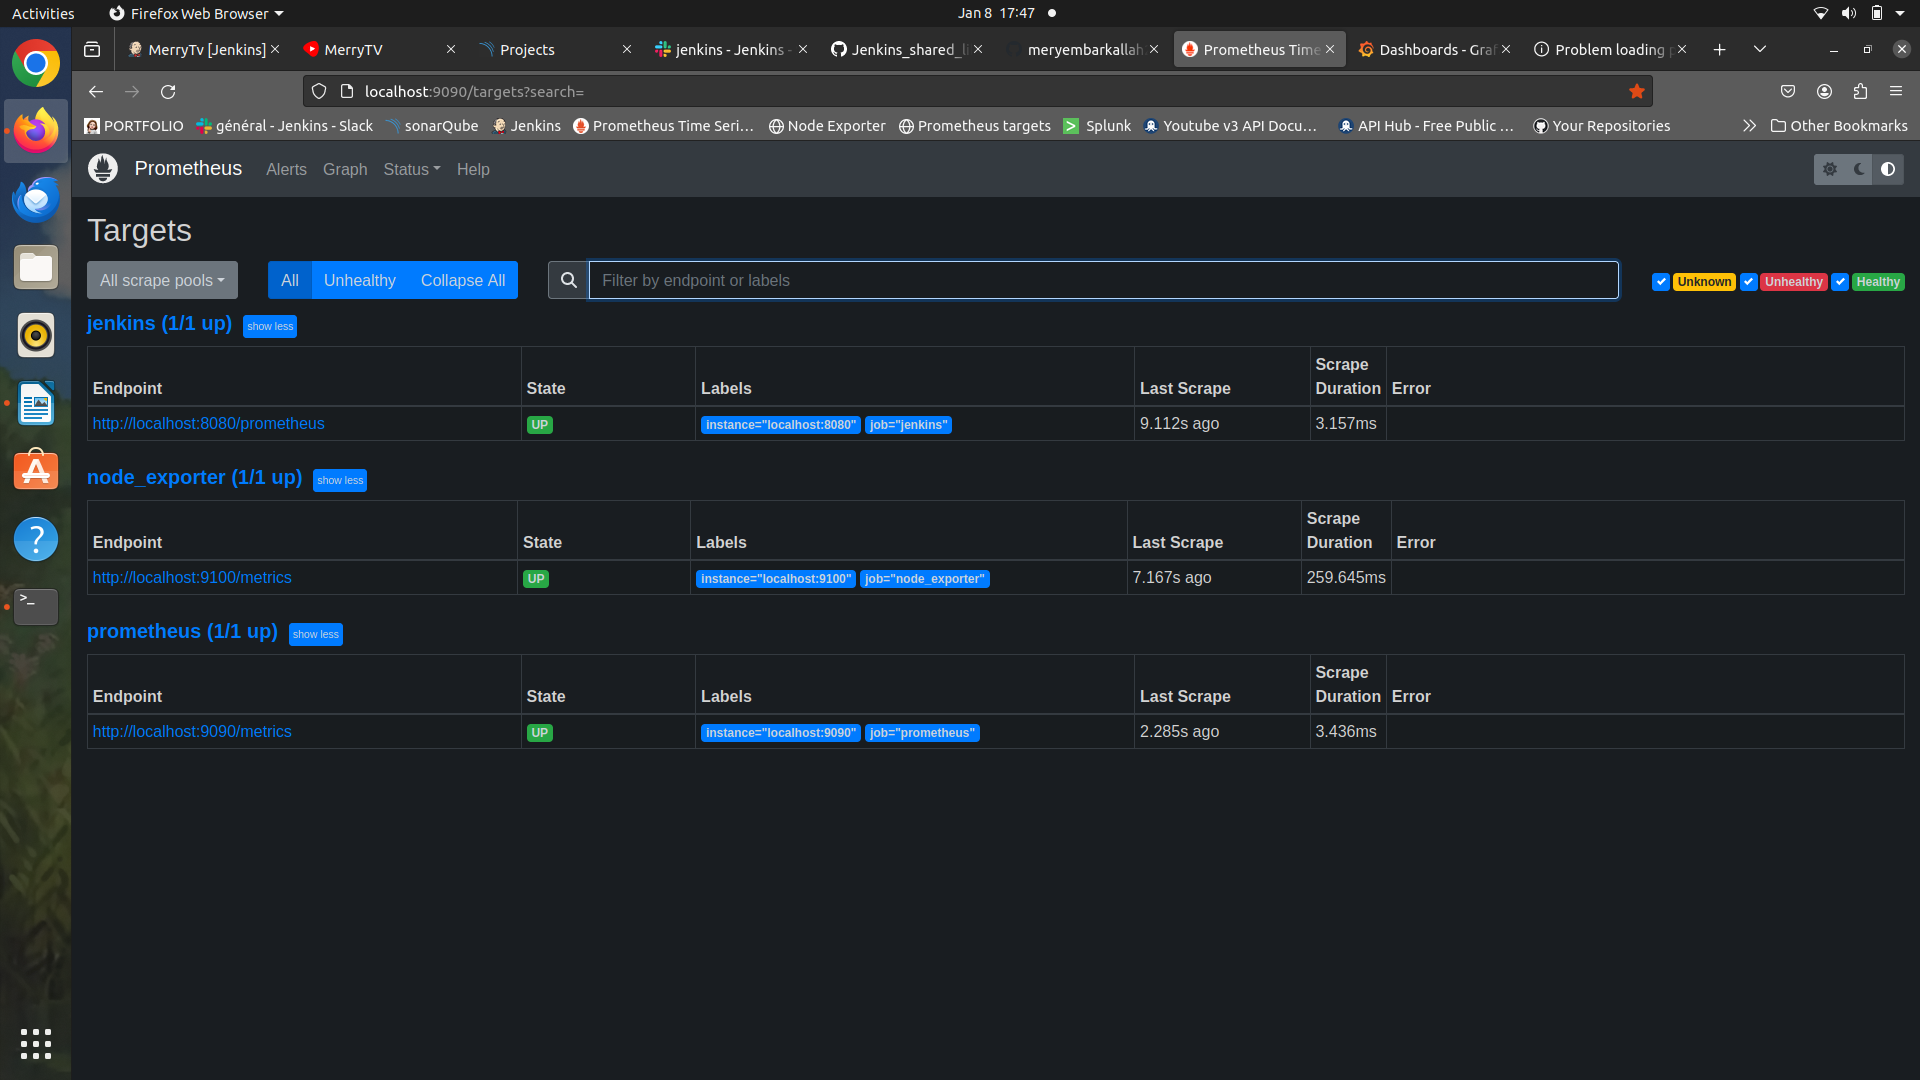 Activities
Firefox Web Browser
Jan 8 17:47
MerryTv [Jenkins]
MerryTV
Projects
jenkins - Jenkins -
Jenkins_shared_li
meryembarkallah
Prometheus Time
Dashboards - Graf
Problem loading p
localhost:9090/targets?search=
PORTFOLIO
général - Jenkins - Slack
sonarQube
Jenkins
Prometheus Time Seri...
Node Exporter
Prometheus targets
Splunk
Youtube v3 API Docu...
API Hub - Free Public ...
Your Repositories
Other Bookmarks
Prometheus
Alerts
Graph
Status
Help
Targets
All scrape pools
All
Unhealthy
Collapse All
Filter by endpoint or labels
Unknown
Unhealthy
Healthy
jenkins (1/1 up)
show less
Endpoint
State
Labels
Last Scrape
Scrape
Duration
Error
http://localhost:8080/prometheus
UP
instance="localhost:8080"
job="jenkins"
9.112s ago
3.157ms
node_exporter (1/1 up)
show less
Endpoint
State
Labels
Last Scrape
Scrape
Duration
Error
http://localhost:9100/metrics
UP
instance="localhost:9100"
job="node_exporter"
7.167s ago
259.645ms
prometheus (1/1 up)
show less
Endpoint
State
Labels
Last Scrape
Scrape
Duration
Error
http://localhost:9090/metrics
UP
instance="localhost:9090"
job="prometheus"
2.285s ago
3.436ms